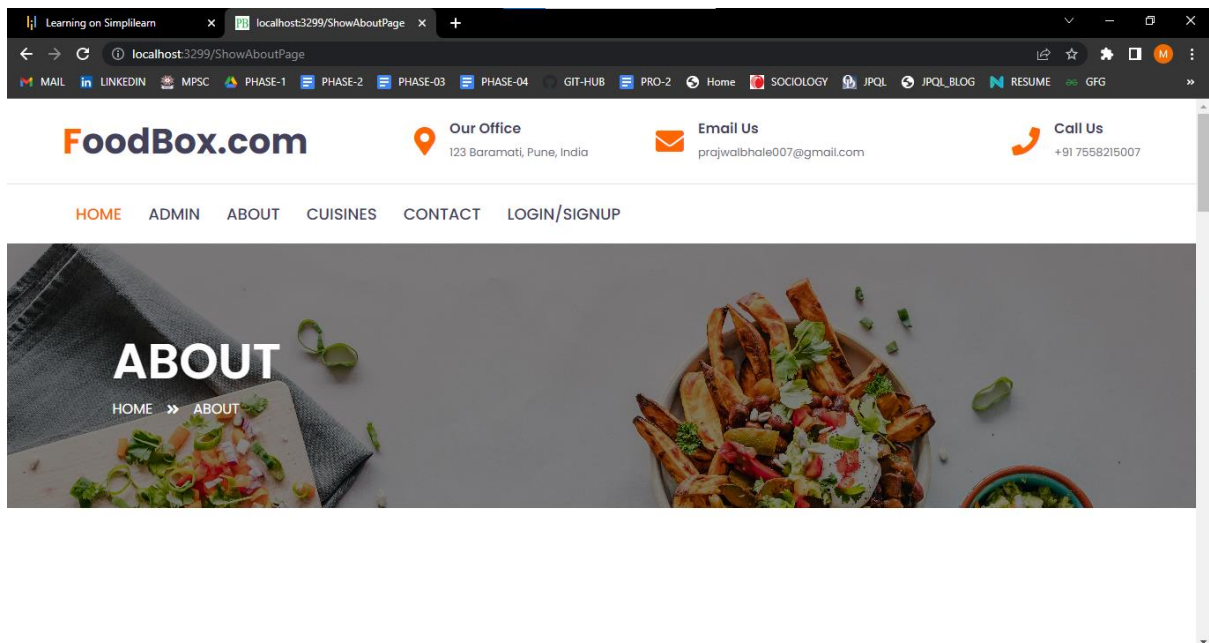 Learning on Simplilearn
PB localhost:3299/ShowAboutPage
localhost:3299/ShowAboutPage
M
MAIL in LINKEDIN MPSC PHASE-1 PHASE-2 PHASE-03 PHASE-04 GIT-HUB PRO-2 Home SOCIOLOGY JPQL JPQL_BLOG RESUME GFG
FoodBox.com
Our Office
123 Baramati, Pune, India
Email Us
prajwalbhale007@gmail.com
Call Us
+91 7558215007
HOME ADMIN ABOUT CUISINES CONTACT LOGIN/SIGNUP
ABOUT
HOME » ABOUT